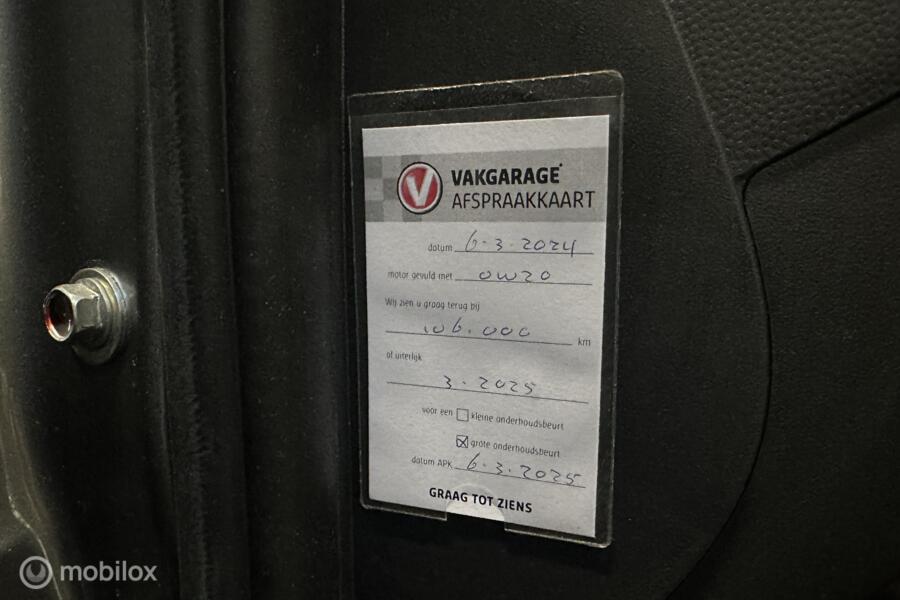 VAKGARAGE
AFSPRAAKKAART
datum 6-3-2024
motor gevuld met 0W20
Wij zien u graag terug bij
106.000 km
of uiterlijk
3-2025
voor een kleine onderhoudsbeurt
grote onderhoudsbeurt
datum APK 6-3-2025
GRAAG TOT ZIENS
mobilox